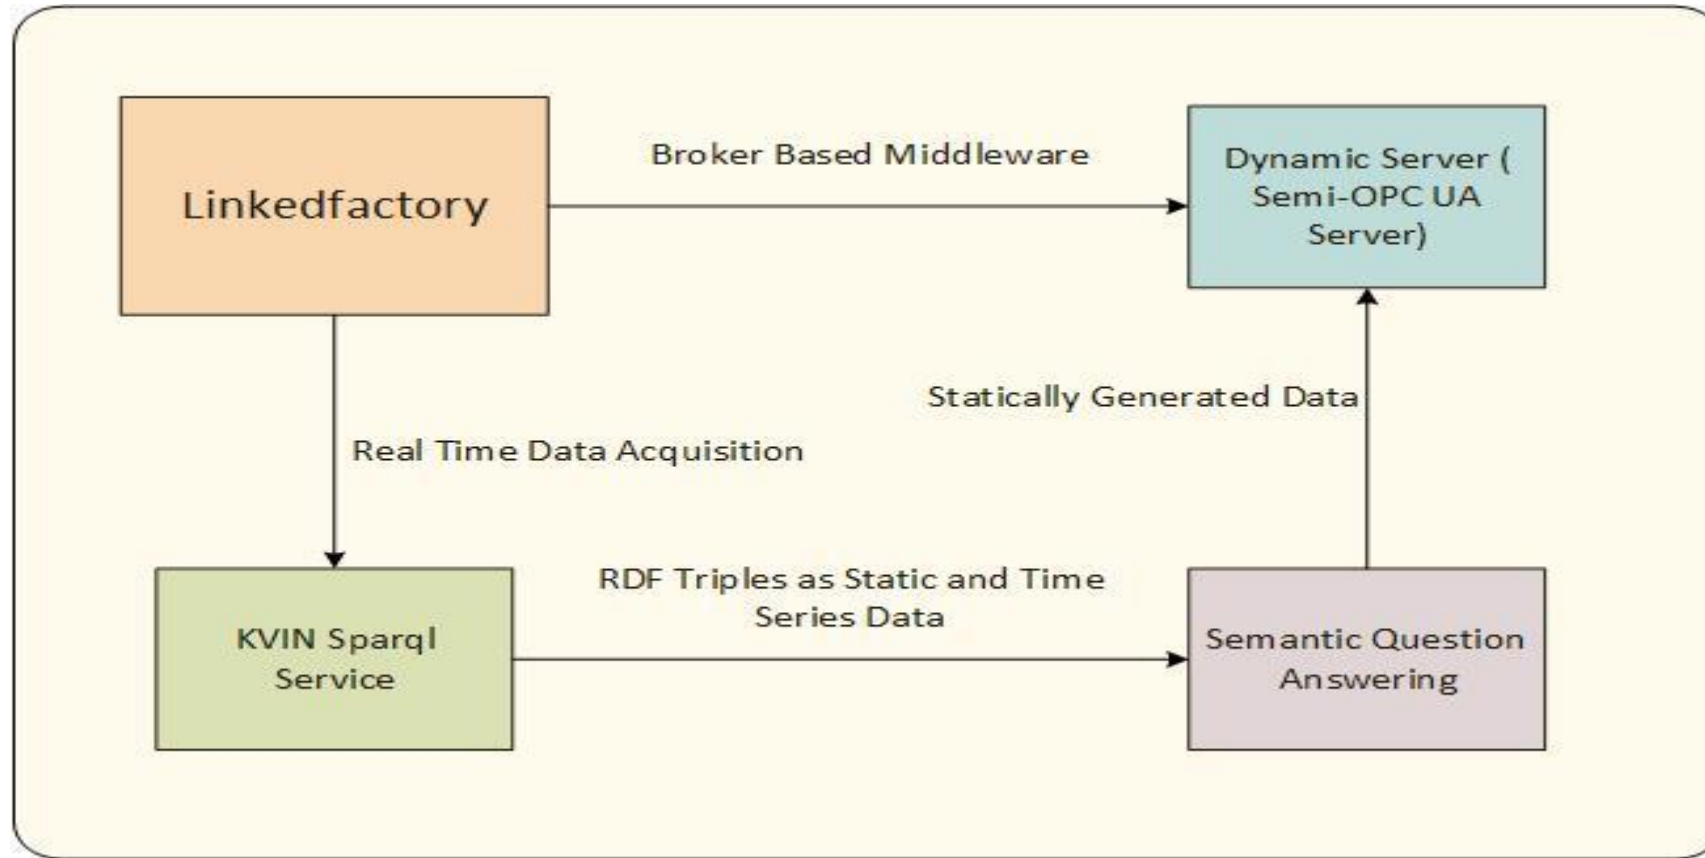 Linkedfactory
Broker Based Middleware
Dynamic Server (
Semi-OPC UA
Server)
Statically Generated Data
Real Time Data Acquisition
KVIN Sparql
Service
RDF Triples as Static and Time
Series Data
Semantic Question
Answering